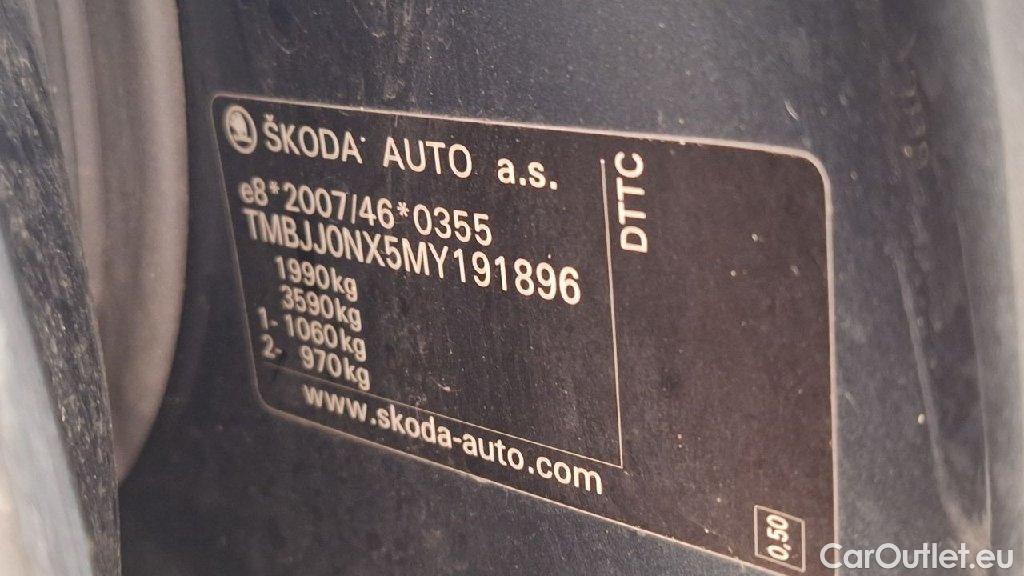 ŠKODA AUTO a.s.
e8*2007/46*0355
TMBJJ0NX5MY191896
1990kg
3590kg
1- 1060kg
2- 970kg
www.skoda-auto.com
DTTC
0,50
CarOutlet.eu